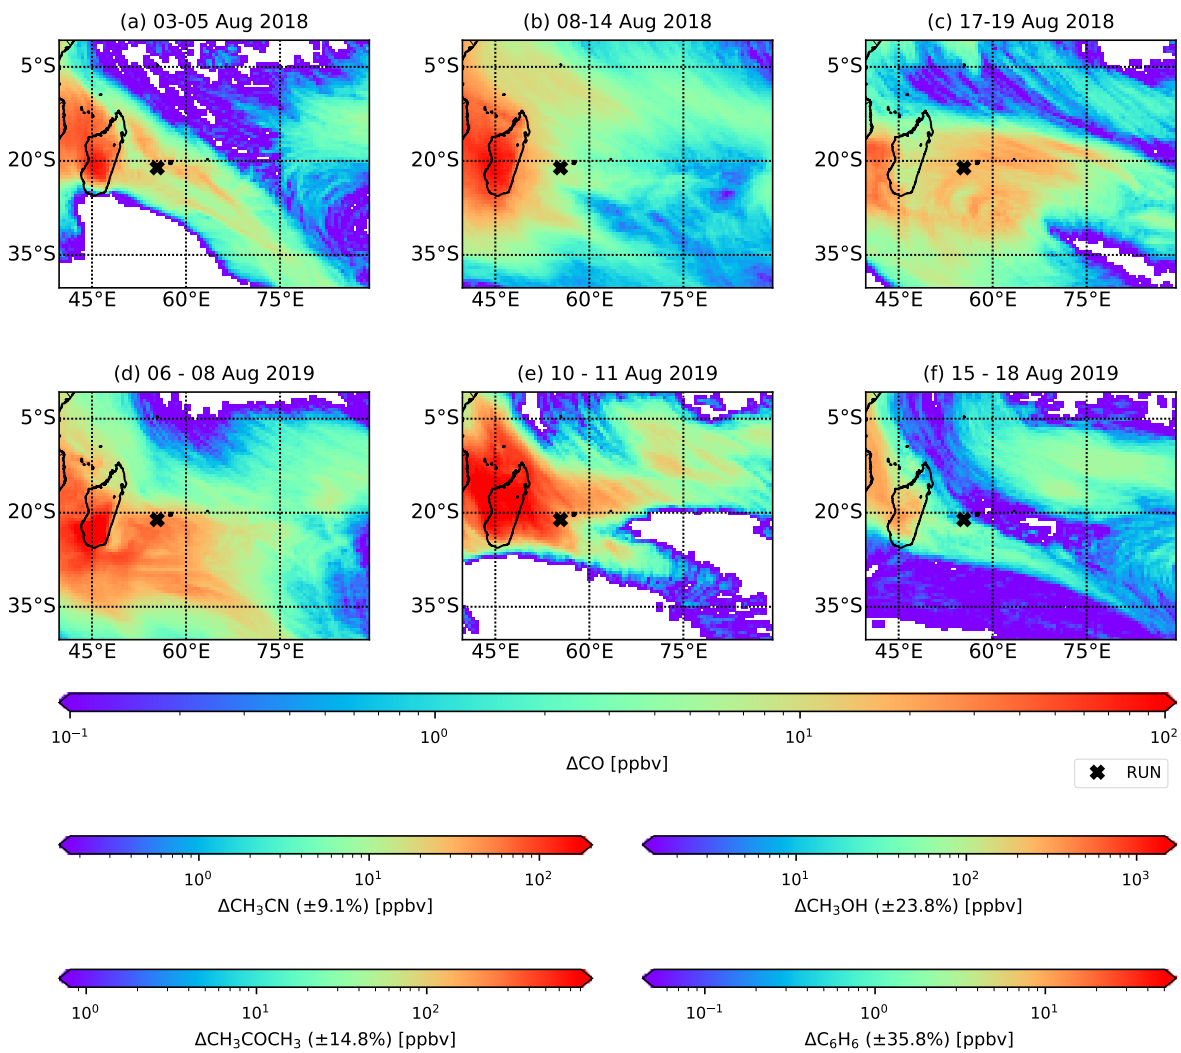 (a) 03-05 Aug 2018 (b) 08-14 Aug 2018 (c) 17-19 Aug 2018
5°S 5°S 5°S
20°S 20°S 20°S
35°S 35°S 35°S
45°E 60°E 75°E 45°E 60°E 75°E 45°E 60°E 75°E
(d) 06 - 08 Aug 2019 (e) 10 - 11 Aug 2019 (f) 15 - 18 Aug 2019
5°S 5°S 5°S
20°S 20°S 20°S
35°S 35°S 35°S
45°E 60°E 75°E 45°E 60°E 75°E 45°E 60°E 75°E
10⁻¹ 10⁰ 10¹ 10²
ΔCO [ppbv]
RUN
10⁰ 10¹ 10² 10¹ 10² 10³
ΔCH₃CN (±9.1%) [ppbv] ΔCH₃OH (±23.8%) [ppbv]
10⁰ 10¹ 10² 10⁻¹ 10⁰ 10¹
ΔCH₃COCH₃ (±14.8%) [ppbv] ΔC₆H₆ (±35.8%) [ppbv]